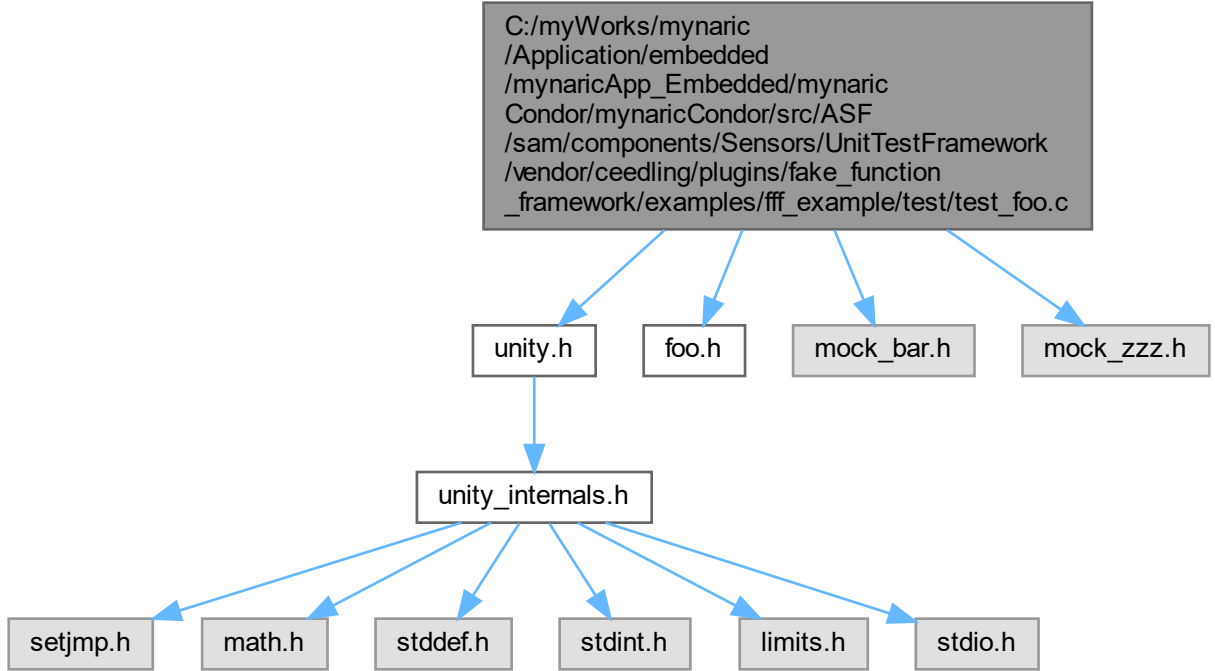 C:/myWorks/mynaric
/Application/embedded
/mynaricApp_Embedded/mynaric
Condor/mynaricCondor/src/ASF
/sam/components/Sensors/UnitTestFramework
/vendor/ceedling/plugins/fake_function
_framework/examples/fff_example/test/test_foo.c
unity.h
foo.h
mock_bar.h
mock_zzz.h
unity_internals.h
setjmp.h
math.h
stddef.h
stdint.h
limits.h
stdio.h